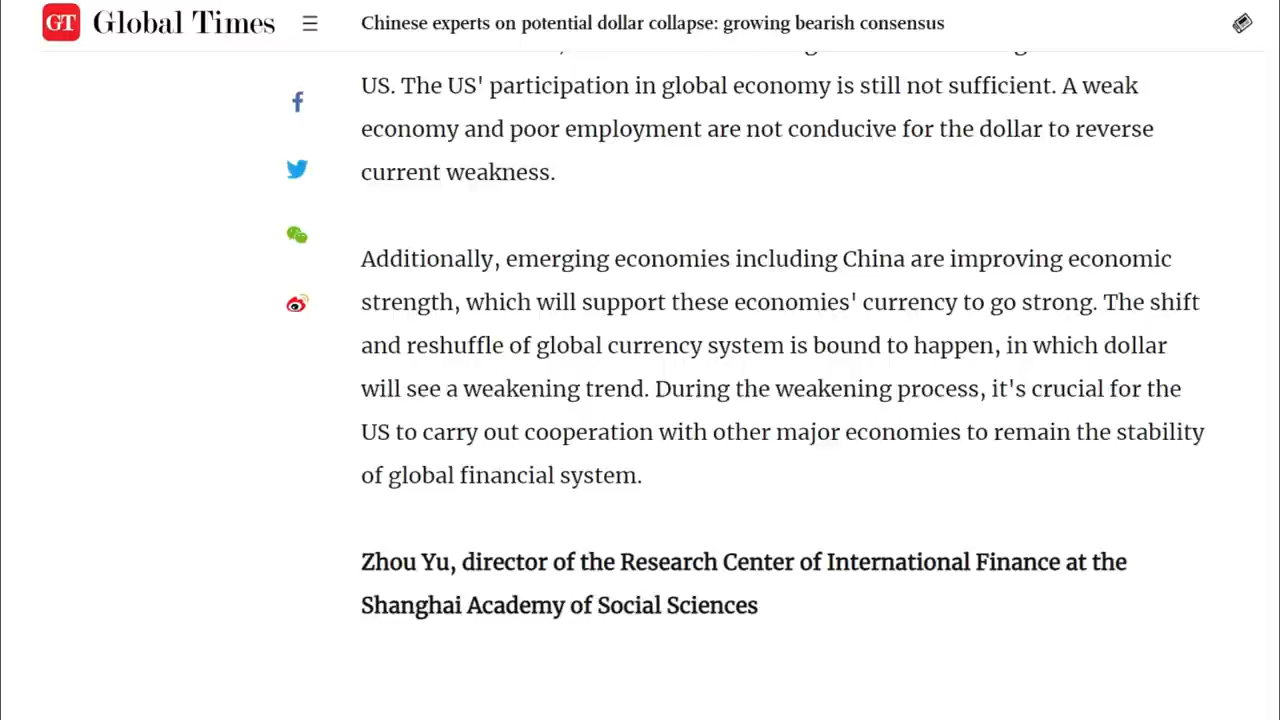 GT Global Times
Chinese experts on potential dollar collapse: growing bearish consensus
US. The US' participation in global economy is still not sufficient. A weak
economy and poor employment are not conducive for the dollar to reverse
current weakness.
Additionally, emerging economies including China are improving economic
strength, which will support these economies' currency to go strong. The shift
and reshuffle of global currency system is bound to happen, in which dollar
will see a weakening trend. During the weakening process, it's crucial for the
US to carry out cooperation with other major economies to remain the stability
of global financial system.
Zhou Yu, director of the Research Center of International Finance at the
Shanghai Academy of Social Sciences